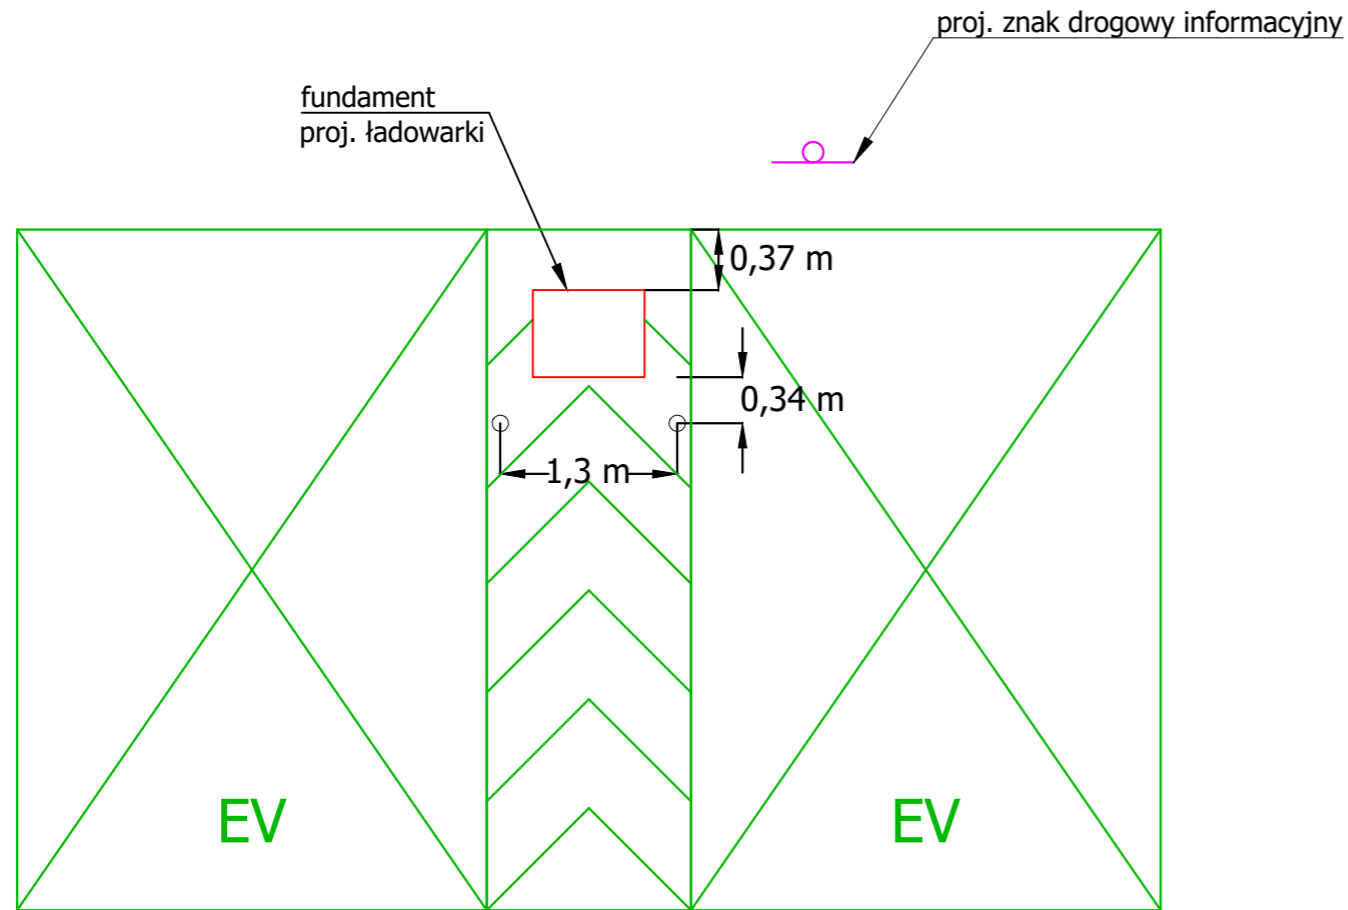 proj. znak drogowy informacyjny
fundament
proj. ładowarki
0,37 m
0,34 m
1,3 m
EV
EV